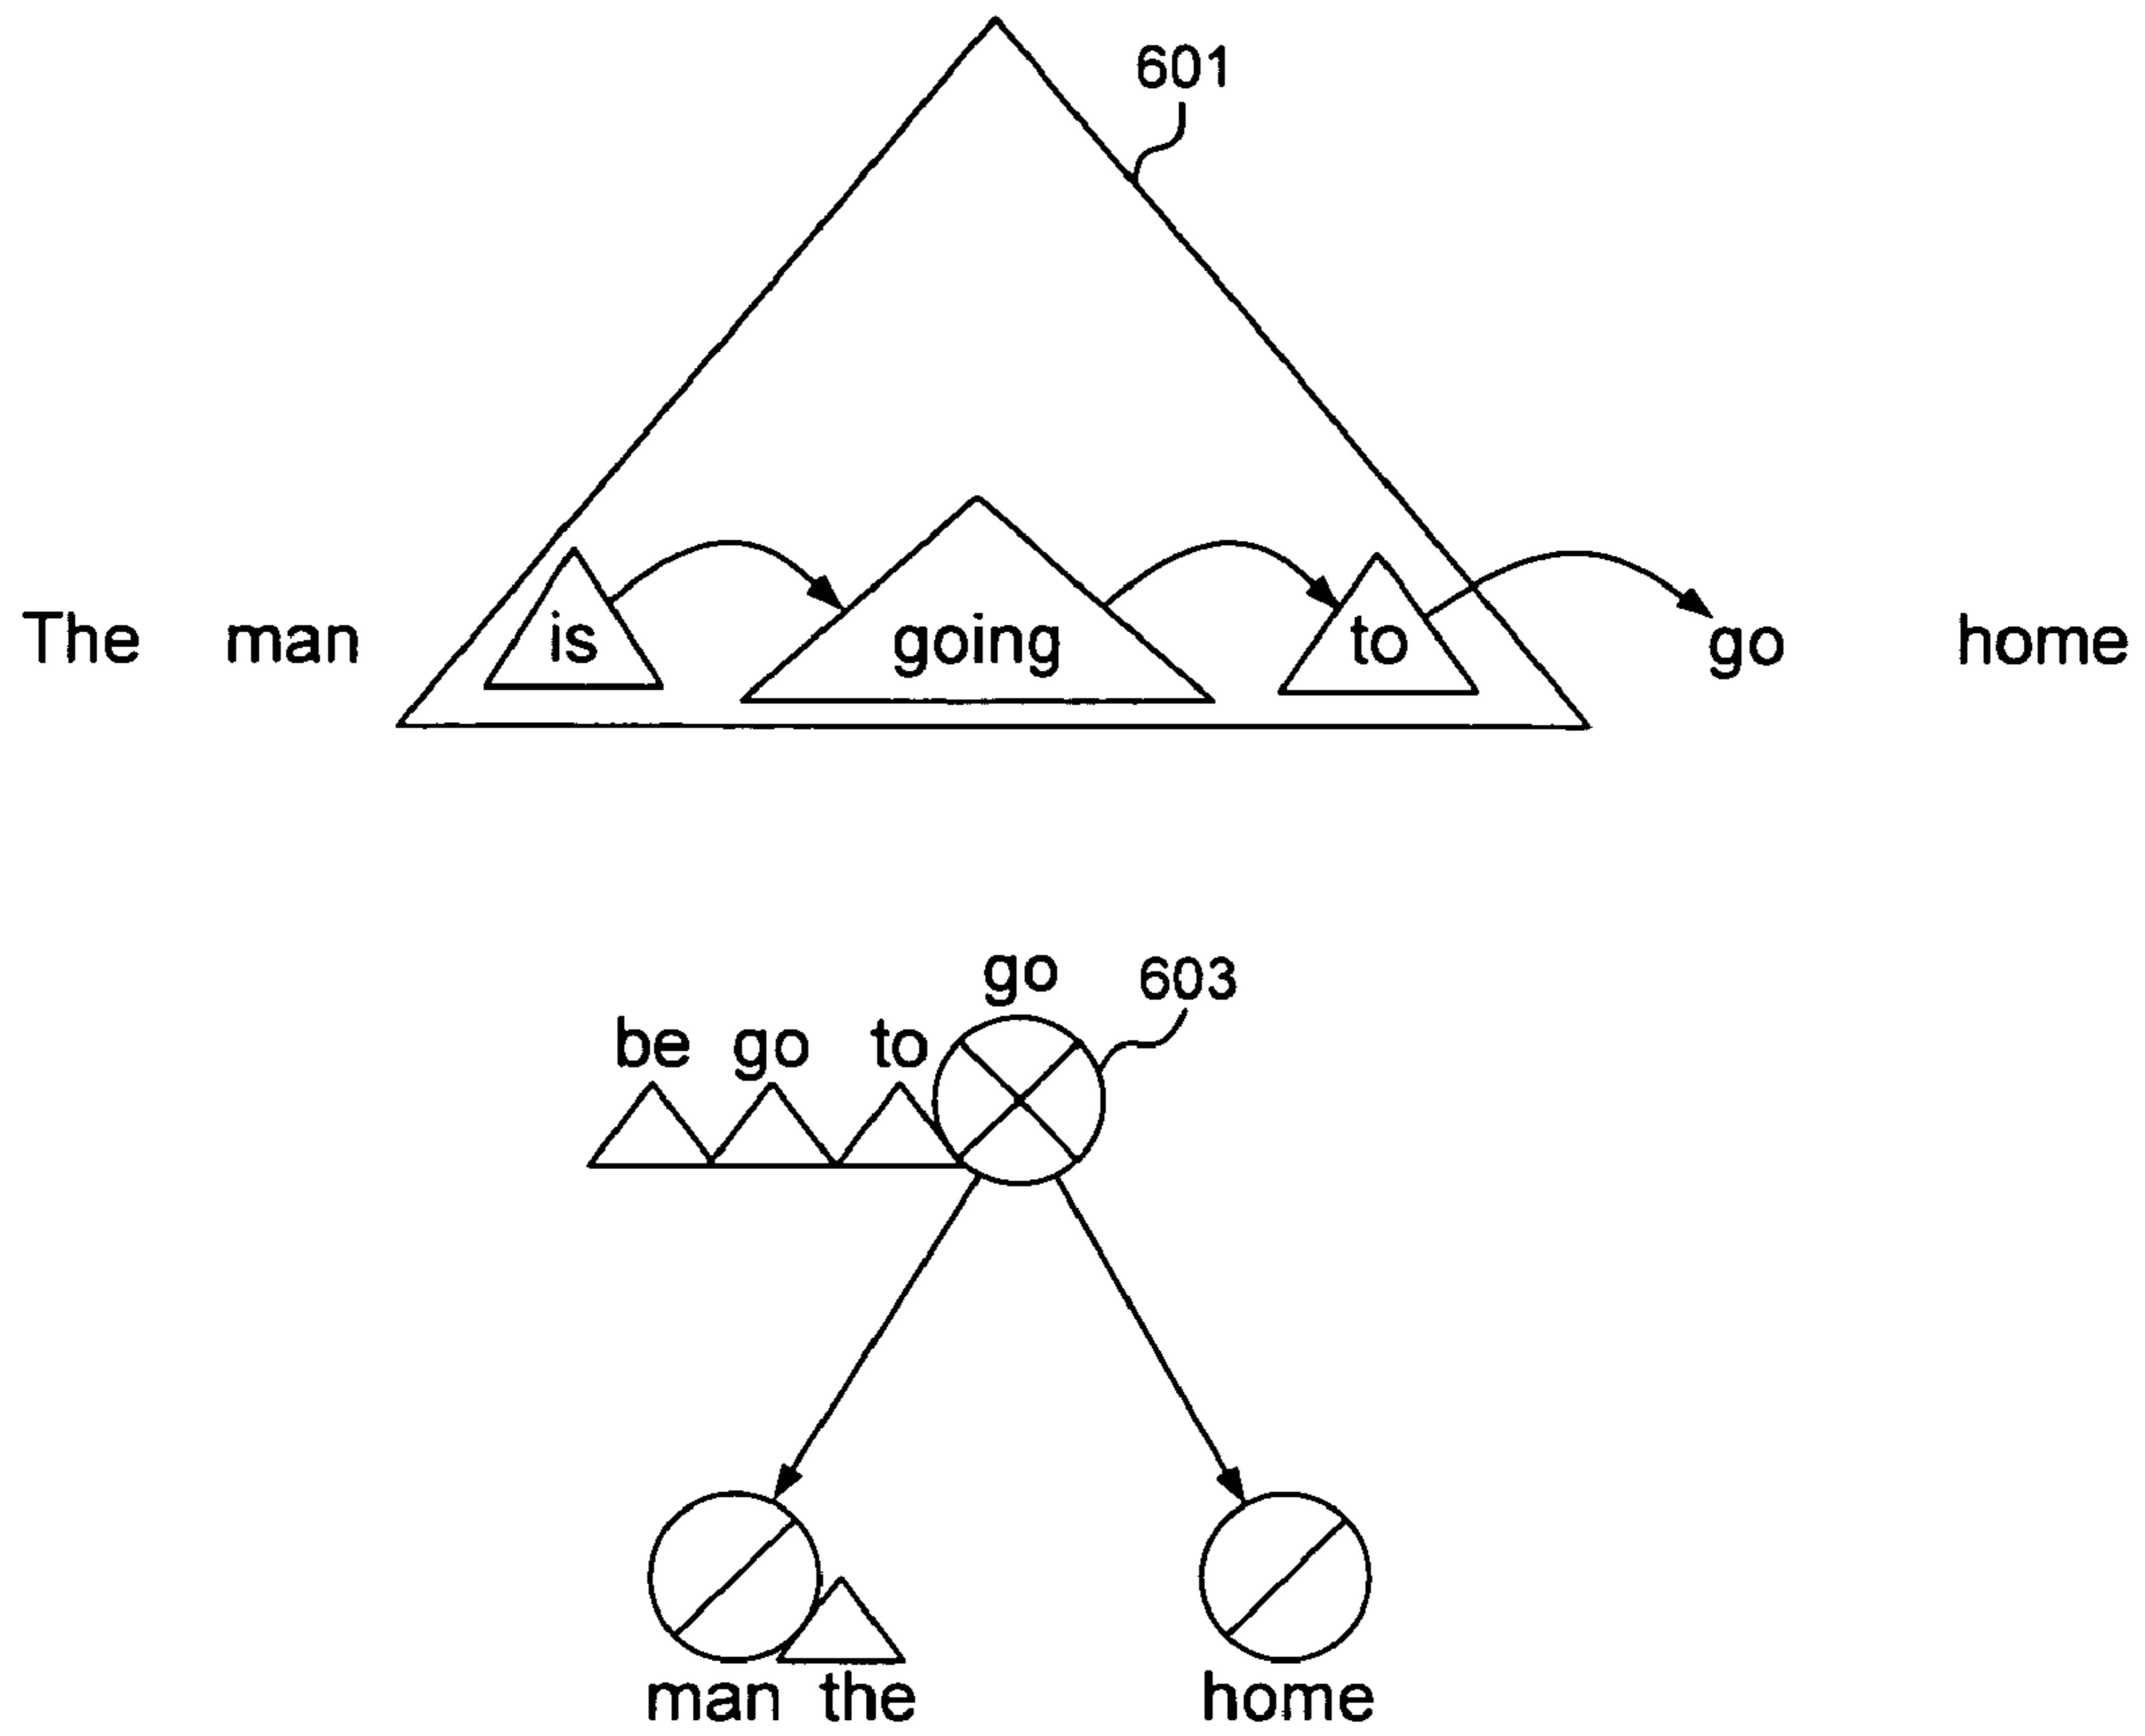 601
The man is going to go home
go 603
be go to
man the home